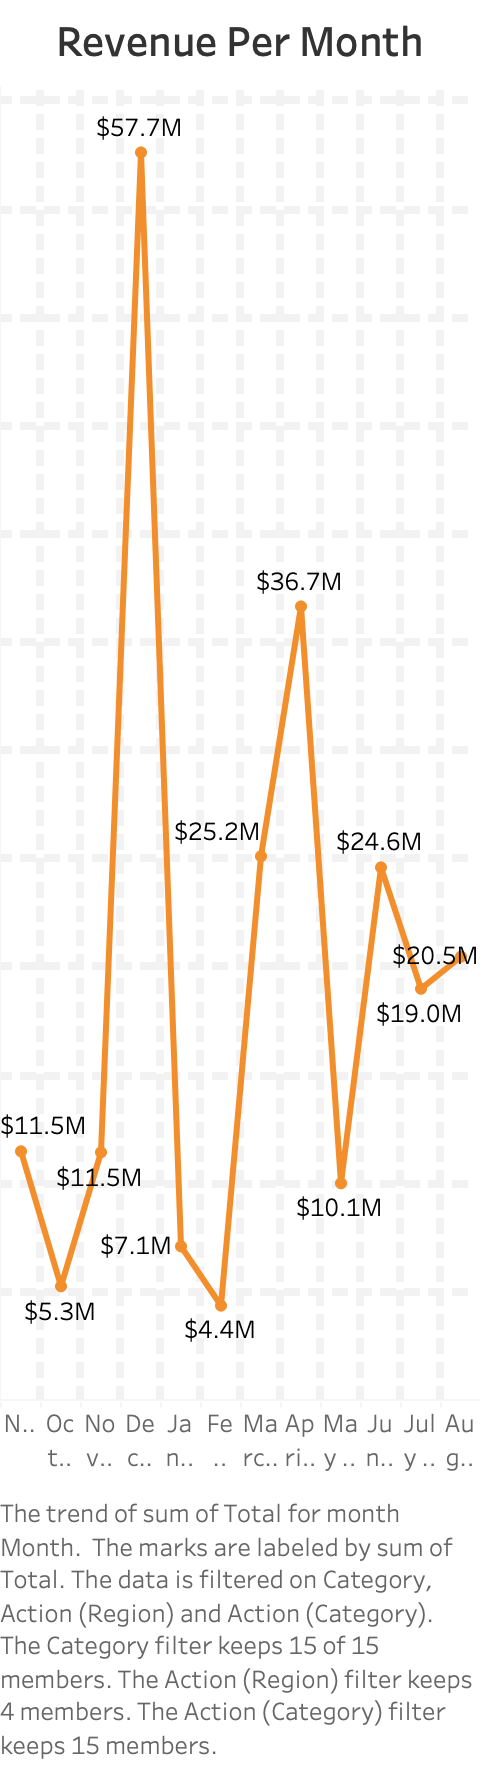 Revenue Per Month
$57.7M
$36.7M
$25.2M
$24.6M
$20.5M
$19.0M
$11.5M
$11.5M
$10.1M
$7.1M
$5.3M
$4.4M
N.. Oc No De Ja Fe Ma Ap Ma Ju Jul Au
t.. v.. c.. n.. .. rc.. ri.. y .. n.. y .. g..
The trend of sum of Total for month
Month.  The marks are labeled by sum of
Total. The data is filtered on Category,
Action (Region) and Action (Category).
The Category filter keeps 15 of 15
members. The Action (Region) filter keeps
4 members. The Action (Category) filter
keeps 15 members.